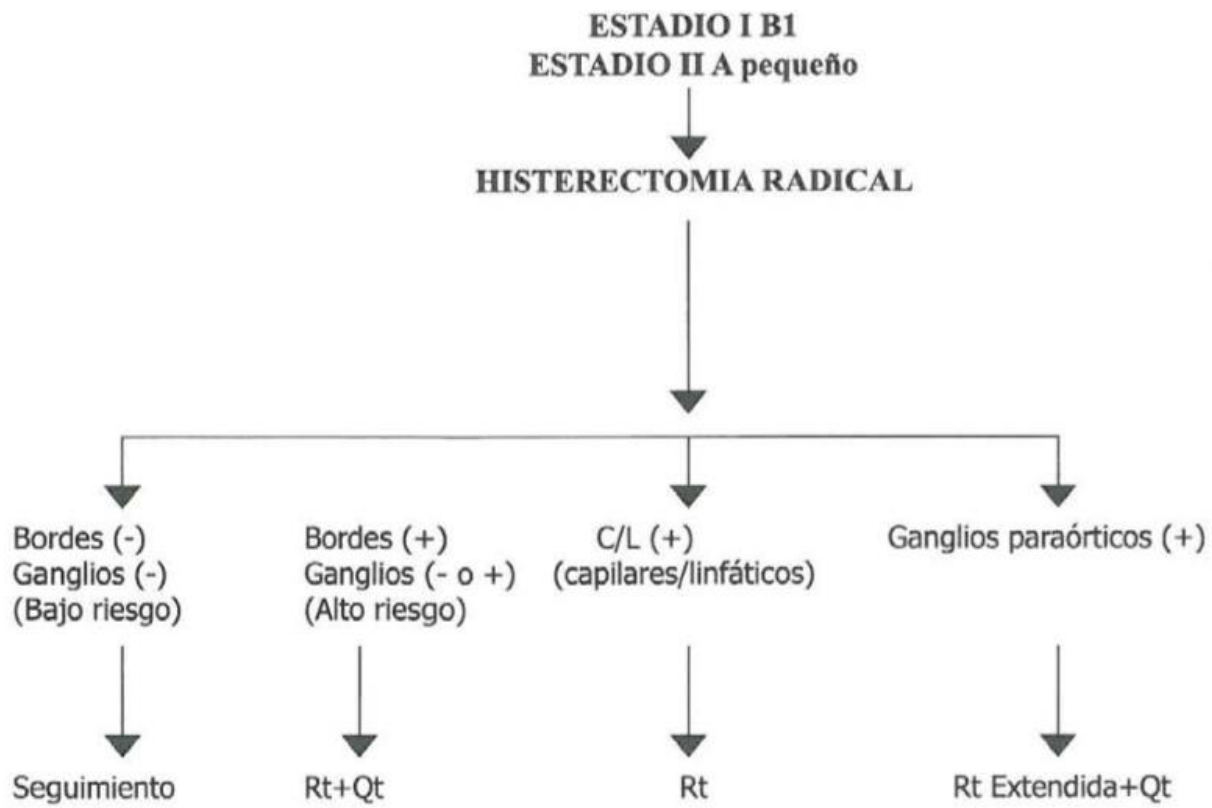 ESTADIO I B1
ESTADIO II A pequeño
HISTERECTOMIA RADICAL
Bordes (-)
Ganglios (-)
(Bajo riesgo)
Bordes (+)
Ganglios (- o +)
(Alto riesgo)
C/L (+)
(capilares/linfáticos)
Ganglios paraórticos (+)
Seguimiento
Rt+Qt
Rt
Rt Extendida+Qt